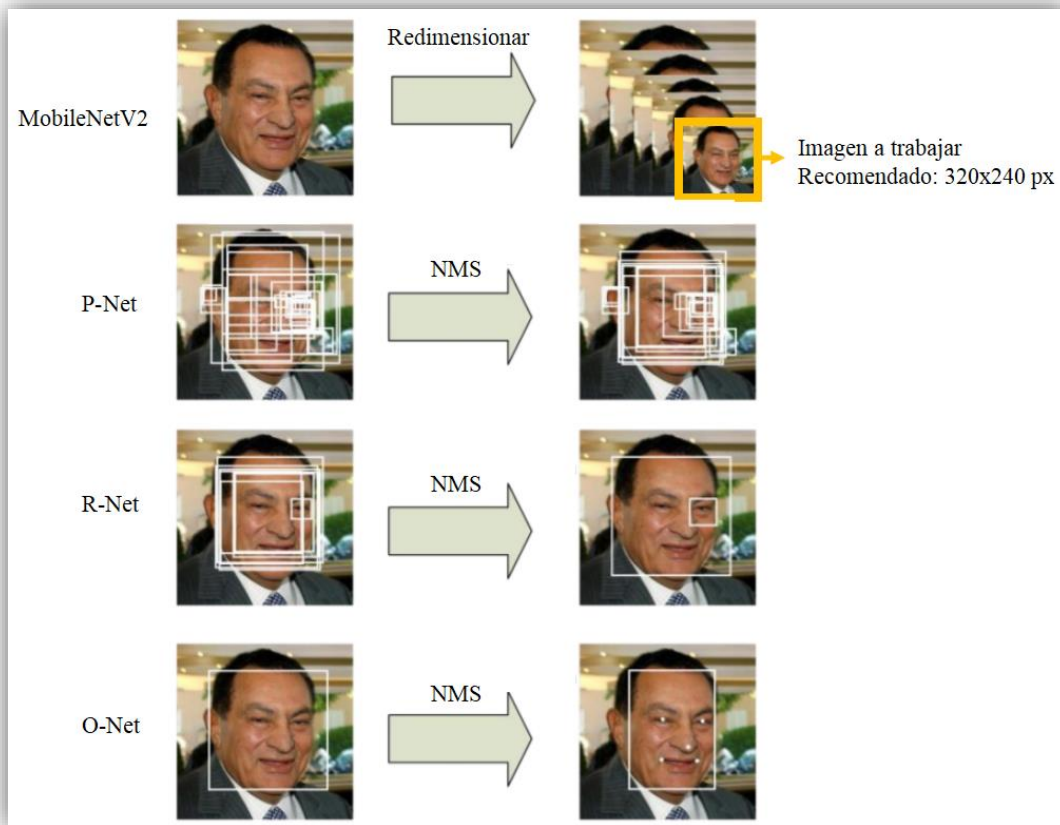 Redimensionar
MobileNetV2
Imagen a trabajar
Recomendado: 320x240 px
P-Net
NMS
R-Net
NMS
O-Net
NMS